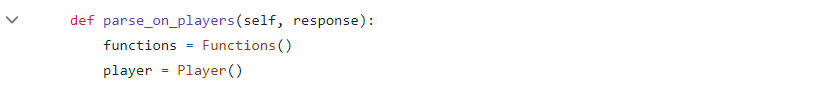 def parse_on_players(self, response):
functions = Functions()
player = Player()